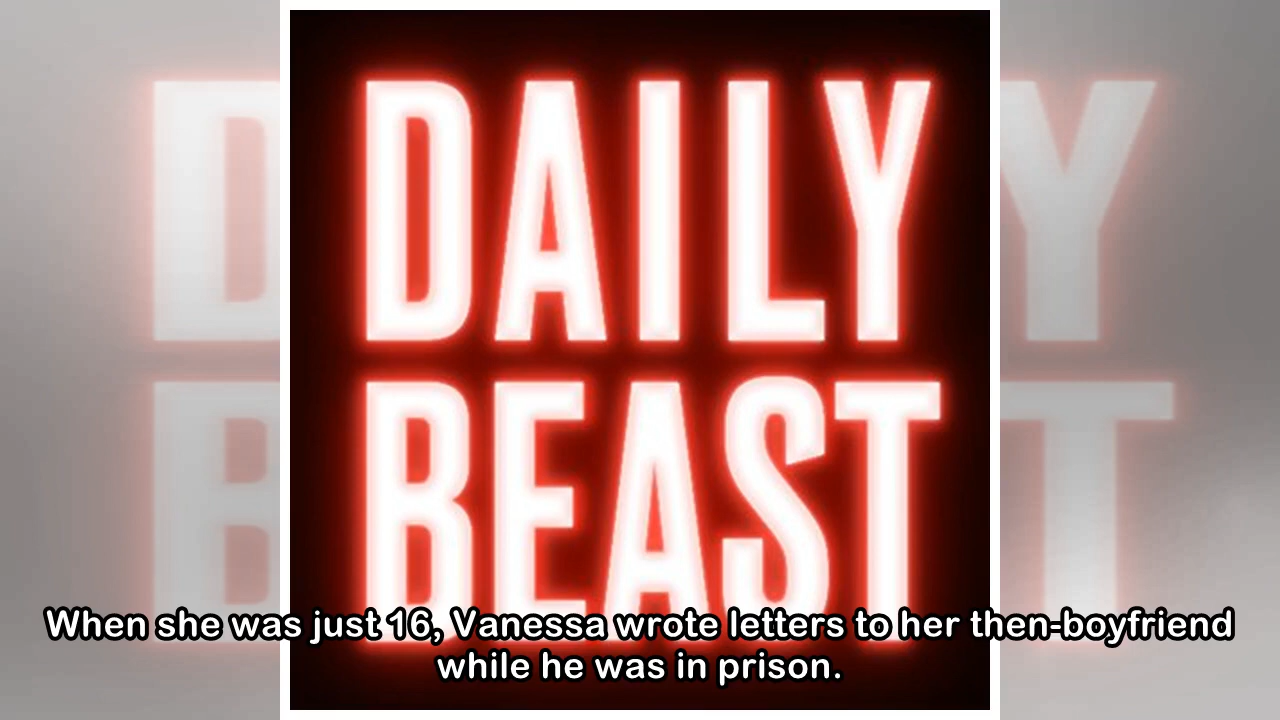 DAILY
BEAST
When she was just 16, Vanessa wrote letters to her then-boyfriend
while he was in prison.